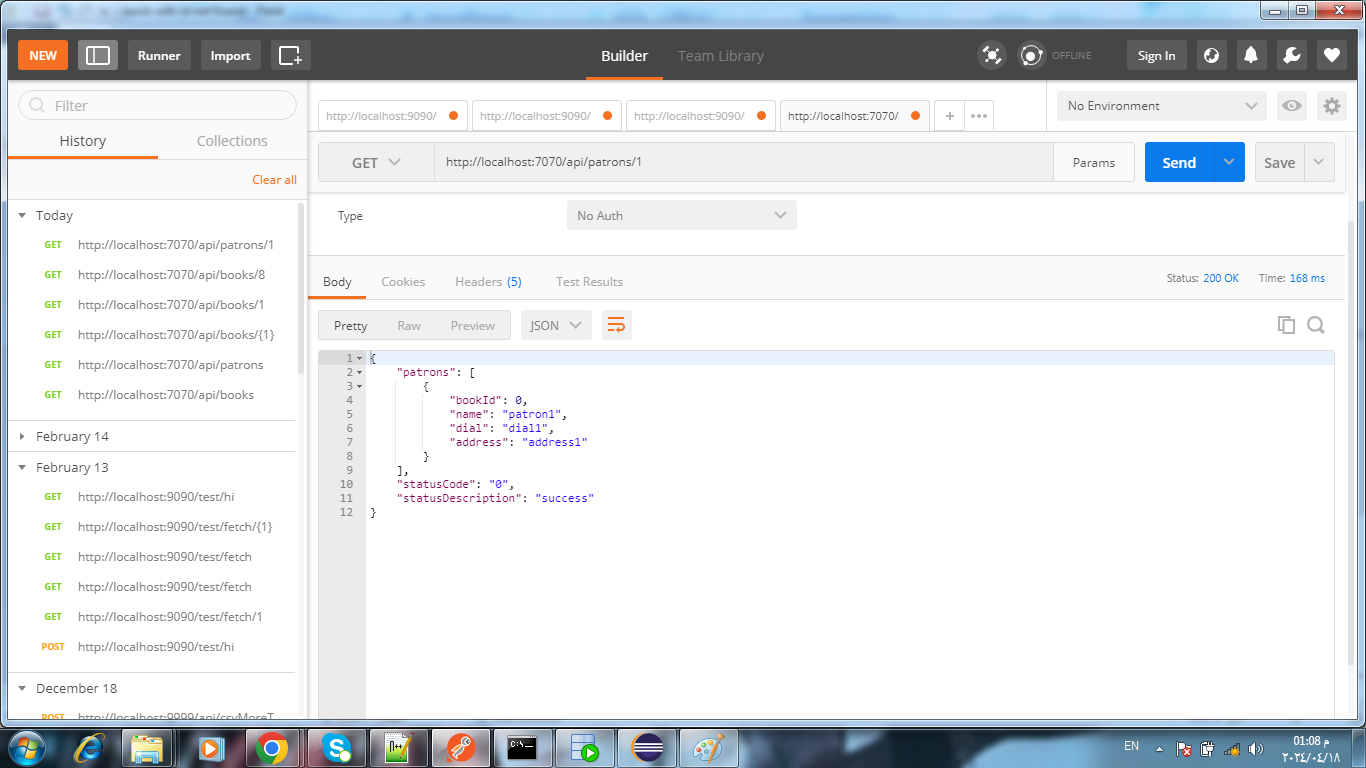 NEW
Runner
Import
Builder
Team Library
OFFLINE
Sign In
Filter
History
Collections
Clear all
Today
GET http://localhost:7070/api/patrons/1
GET http://localhost:7070/api/books/8
GET http://localhost:7070/api/books/1
GET http://localhost:7070/api/books/{1}
GET http://localhost:7070/api/patrons
GET http://localhost:7070/api/books
February 14
February 13
GET http://localhost:9090/test/hi
GET http://localhost:9090/test/fetch/{1}
GET http://localhost:9090/test/fetch
GET http://localhost:9090/test/fetch
GET http://localhost:9090/test/fetch/1
POST http://localhost:9090/test/hi
December 18
POST http://localhost:9999/api/csvMoreT
http://localhost:9090/
http://localhost:9090/
http://localhost:9090/
http://localhost:7070/
+
•••
No Environment
GET
http://localhost:7070/api/patrons/1
Params
Send
Save
Type
No Auth
Body
Cookies
Headers (5)
Test Results
Status: 200 OK
Time: 168 ms
Pretty
Raw
Preview
JSON
1 {
2 "patrons": [
3 {
4 "bookId": 0,
5 "name": "patron1",
6 "dial": "dial1",
7 "address": "address1"
8 }
9 ],
10 "statusCode": "0",
11 "statusDescription": "success"
12 }
EN
01:08 م
٢٠٢٤/٠٤/١٨